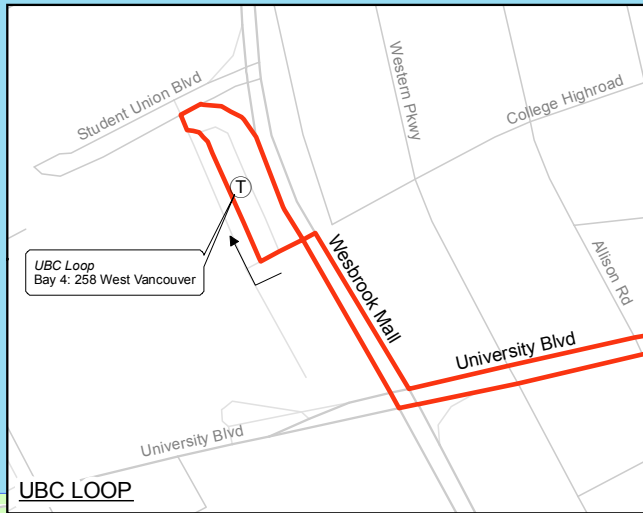 Student Union Blvd
Western Pkwy
College Highroad
T
UBC Loop
Bay 4: 258 West Vancouver
Wesbrook Mall
Allison Rd
University Blvd
University Blvd
UBC LOOP